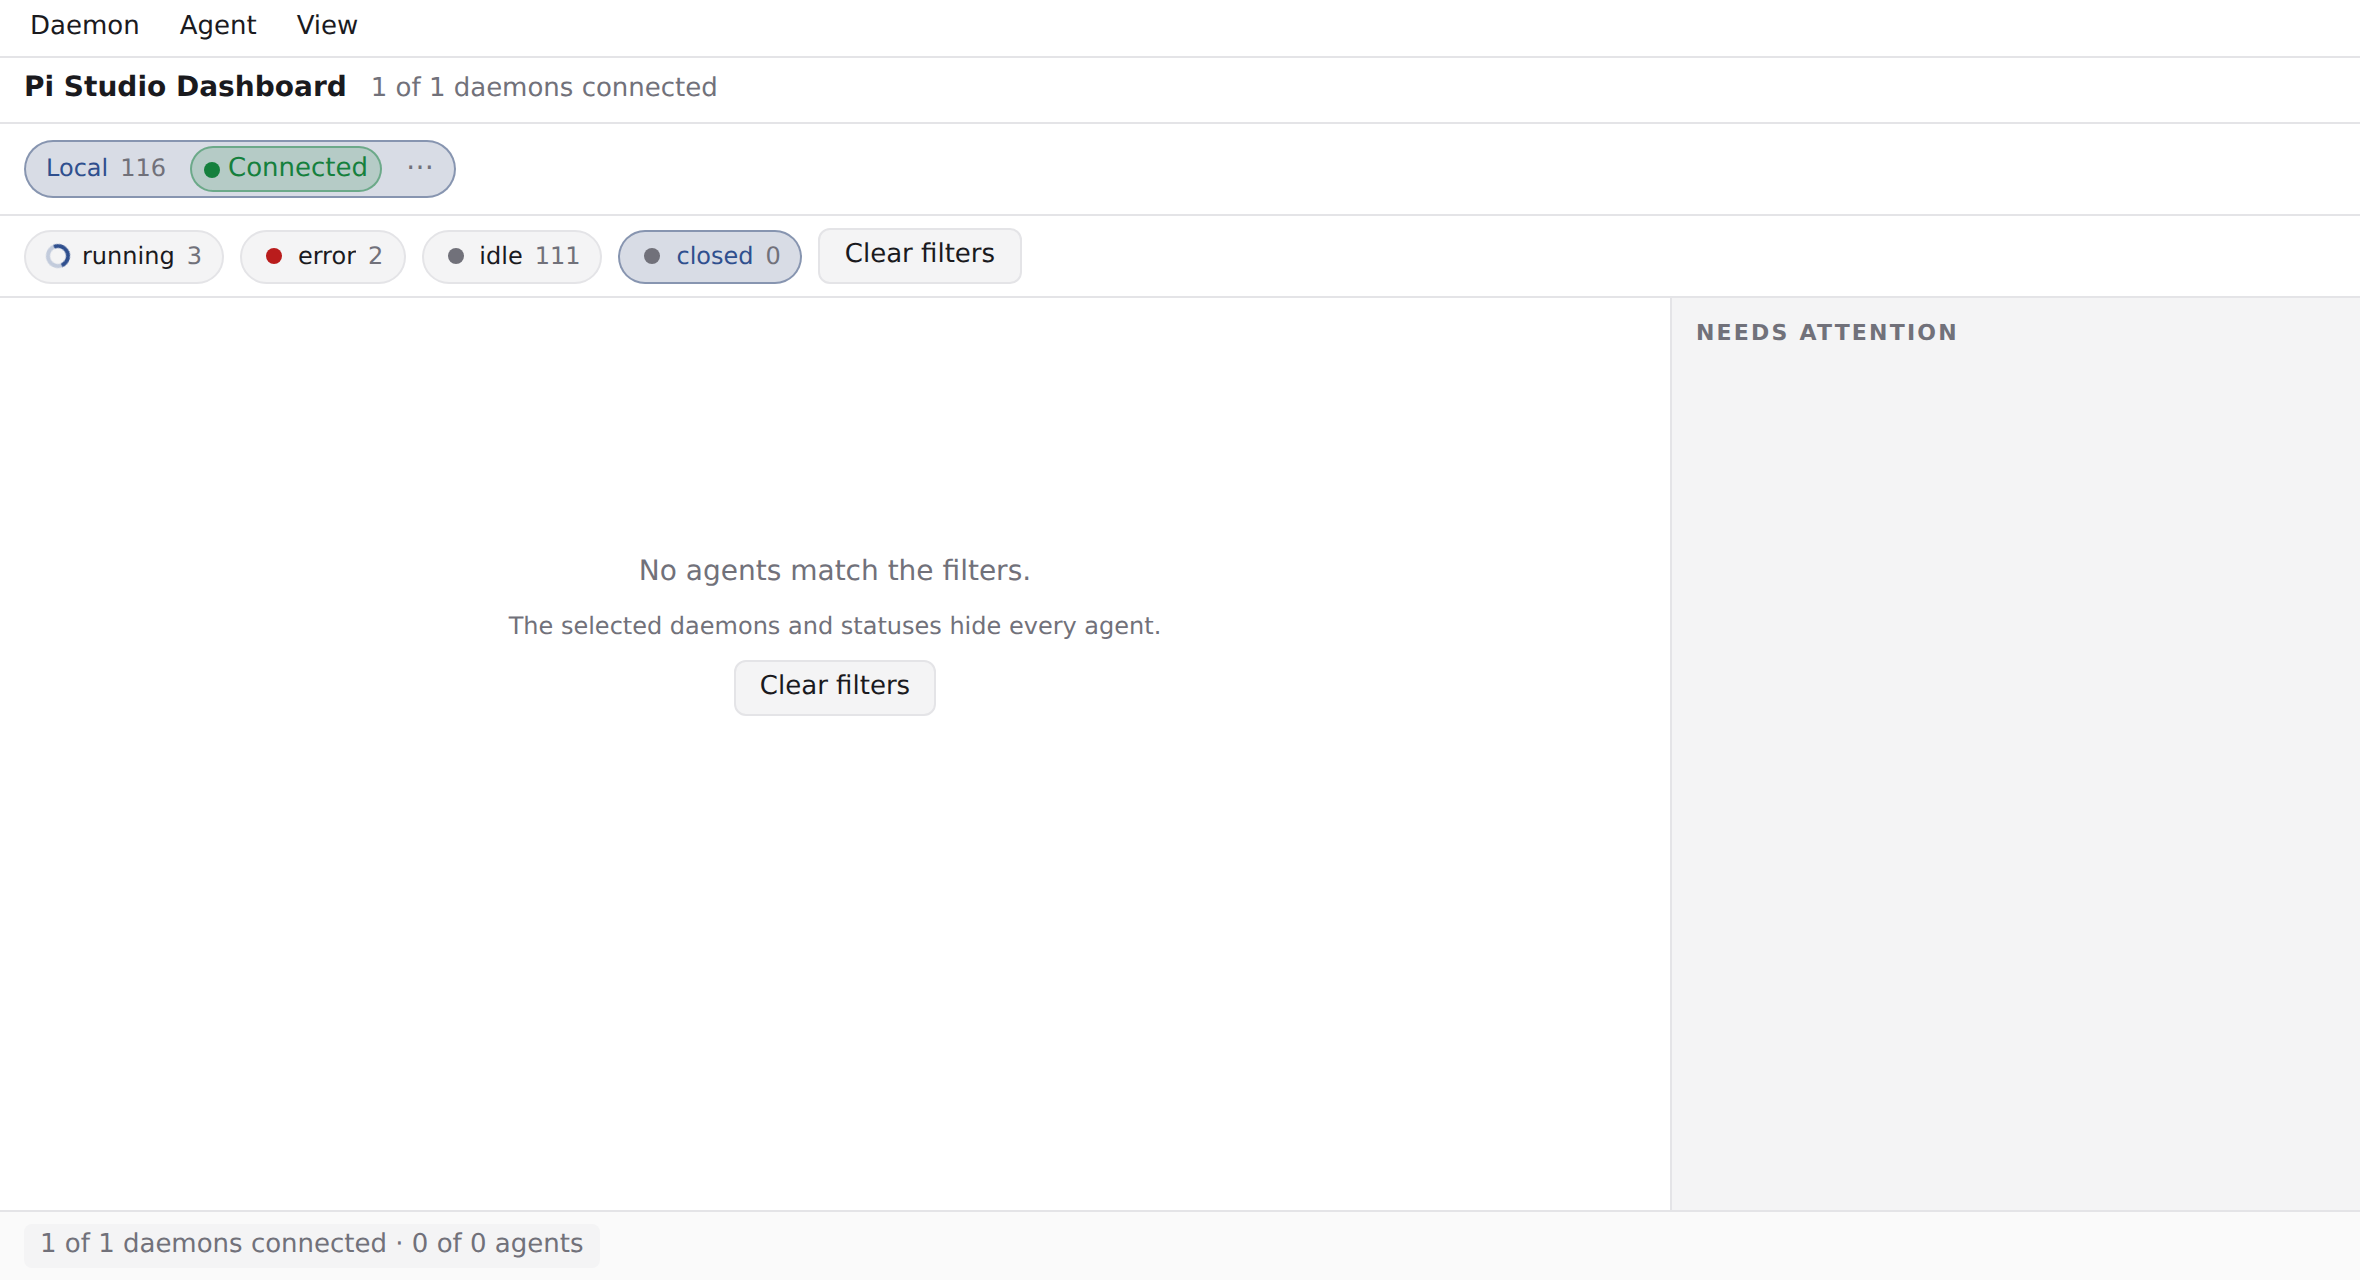 Daemon Agent View
Pi Studio Dashboard 1 of 1 daemons connected
Local 116 Connected ···
running 3 error 2 idle 111 closed 0 Clear filters
NEEDS ATTENTION
No agents match the filters.
The selected daemons and statuses hide every agent.
Clear filters
1 of 1 daemons connected · 0 of 0 agents